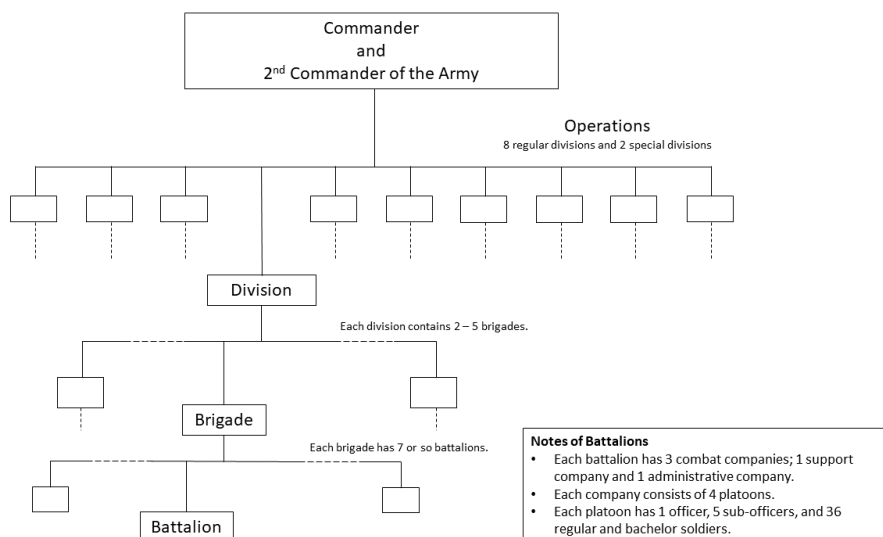 Commander
and
2nd Commander of the Army
Operations
8 regular divisions and 2 special divisions
Division
Each division contains 2 – 5 brigades.
Brigade
Each brigade has 7 or so battalions.
Battalion
Notes of Battalions
• Each battalion has 3 combat companies; 1 support
company and 1 administrative company.
• Each company consists of 4 platoons.
• Each platoon has 1 officer, 5 sub-officers, and 36
regular and bachelor soldiers.